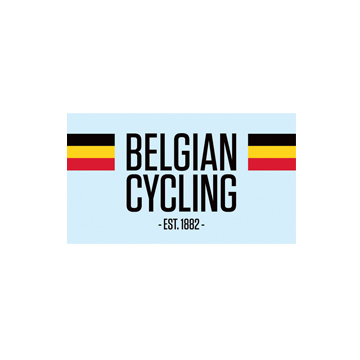 BELGIAN
CYCLING
- EST. 1882 -